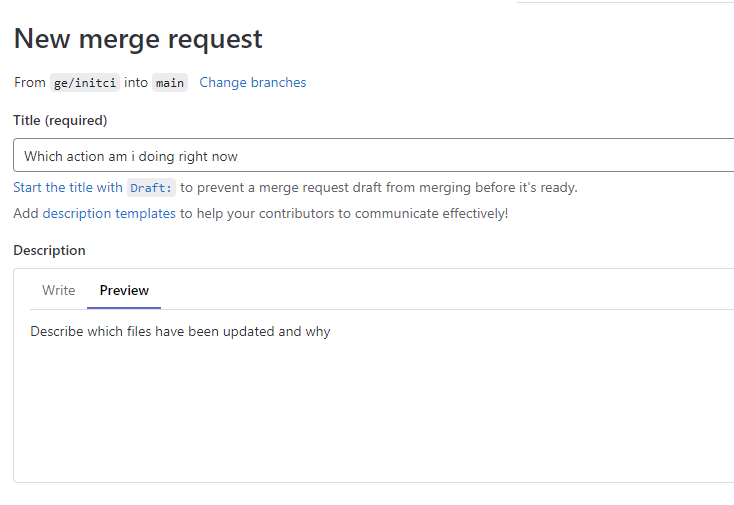 New merge request
From ge/initci into main Change branches
Title (required)
Which action am i doing right now
Start the title with Draft: to prevent a merge request draft from merging before it's ready.
Add description templates to help your contributors to communicate effectively!
Description
Write Preview
Describe which files have been updated and why